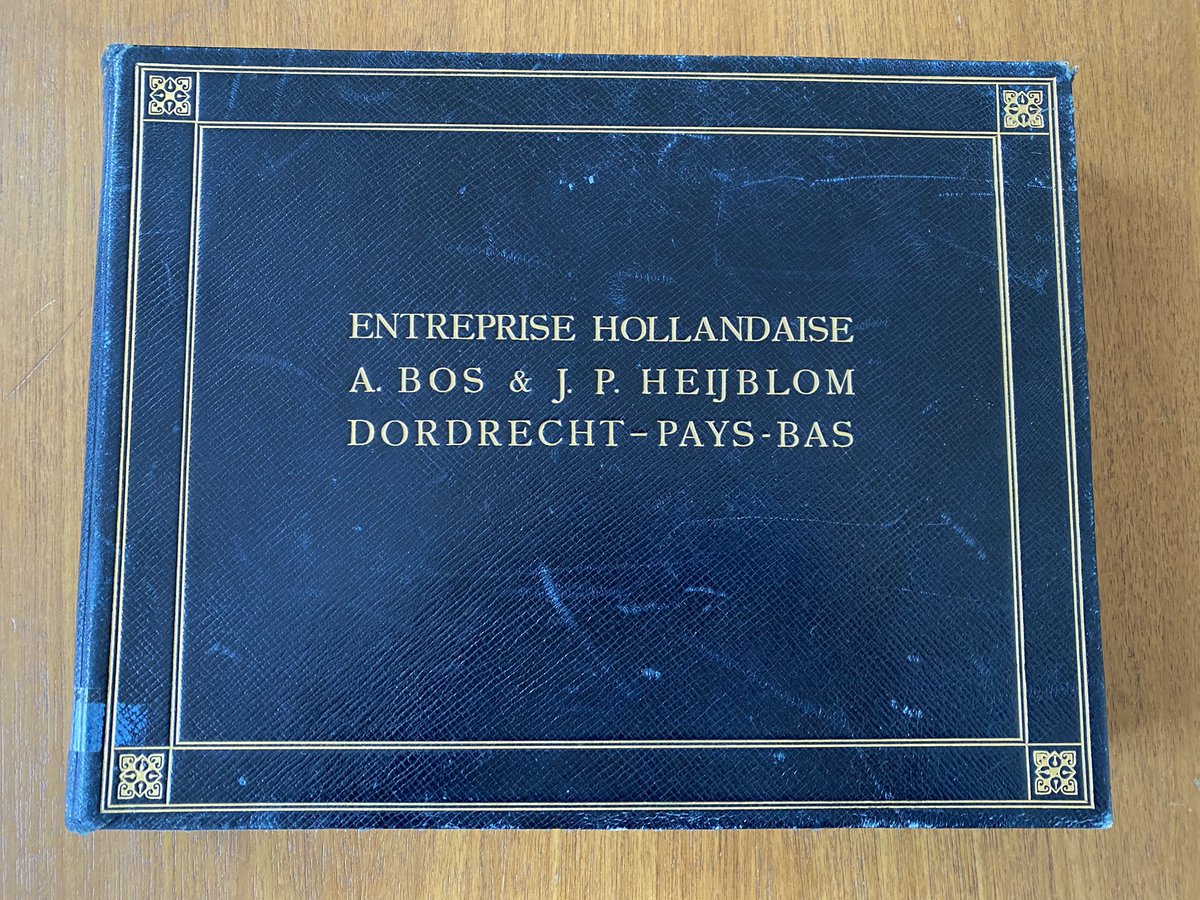 ENTREPRISE HOLLANDAISE
A. BOS & J. P. HEIJBLOM
DORDRECHT–PAYS-BAS